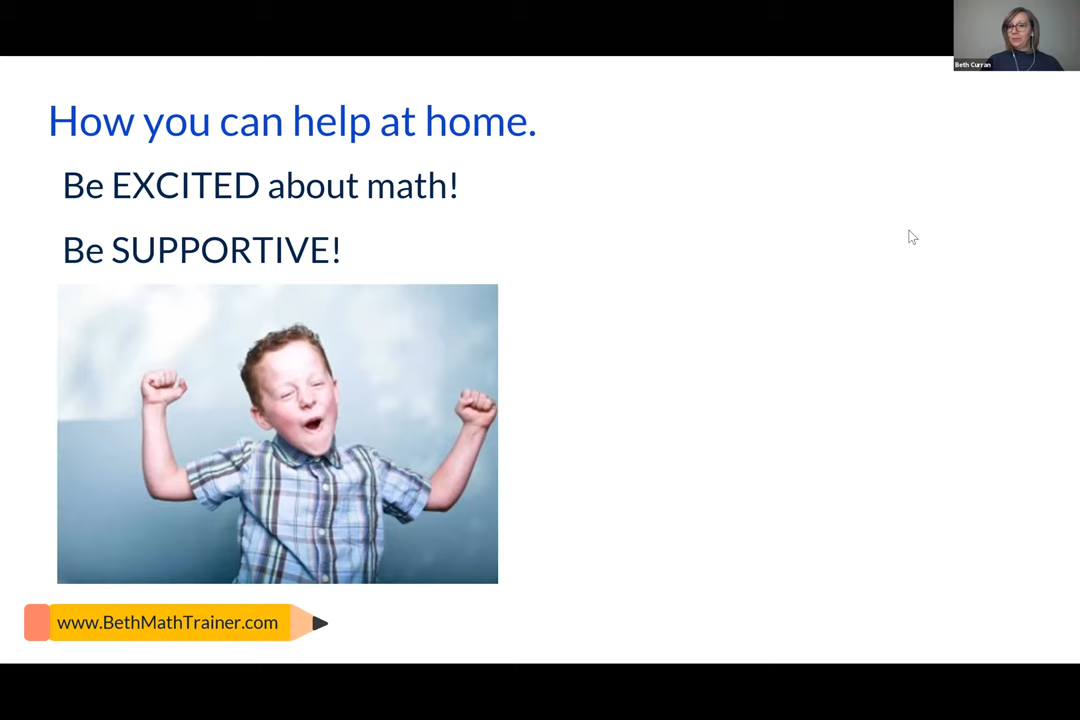 Beth Curran
How you can help at home.
Be EXCITED about math!
Be SUPPORTIVE!
www.BethMathTrainer.com